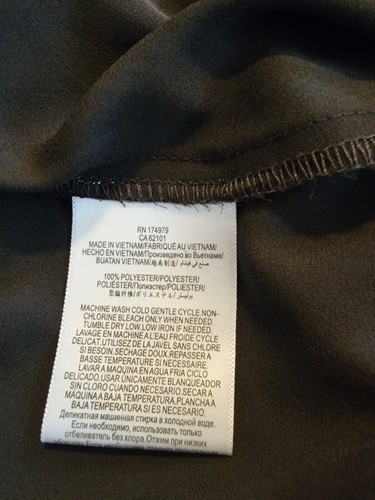 RN 174979
CA 62101
MADE IN VIETNAM/FABRIQUÉ AU VIETNAM/
HECHO EN VIETNAM/Произведено во Вьетнаме/
BUATAN VIETNAM/越南制造/ صنع في فيتنام/
100% POLYESTER/POLYESTER/
POLIÉSTER/Полиэстер/POLIESTER/
聚酯纤维/ポリエステル/ بوليستر/
MACHINE WASH COLD GENTLE CYCLE.NON-
CHLORINE BLEACH ONLY WHEN NEEDED.
TUMBLE DRY LOW.LOW IRON IF NEEDED.
LAVAGE EN MACHINE A L'EAU FROIDE CYCLE
DELICAT.UTILISEZ DE LA JAVEL SANS CHLORE
SI BESOIN.SECHAGE DOUX.REPASSER A
BASSE TEMPERATURE SI NECESSAIRE.
LAVAR A MAQUINA EN AGUA FRIA CICLO
DELICADO.USAR ÚNICAMENTE BLANQUEADOR
SIN CLORO CUANDO NECESARIO.SECAR A
MÁQUINA A BAJA TEMPERATURA,PLANCHA A
BAJA TEMPERATURA SI ES NECESARIO.
Деликатная машинная стирка в холодной воде.
Если необходимо, использовать только
отбеливатель без хлора.Отжим при низких